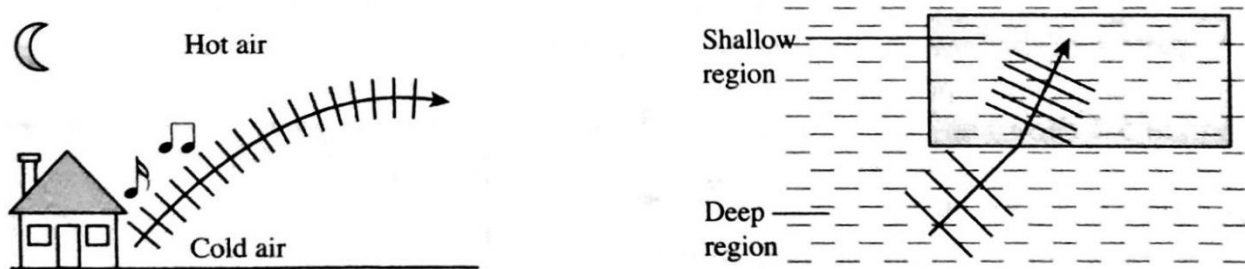 Hot air
Cold air
Shallow
region
Deep
region